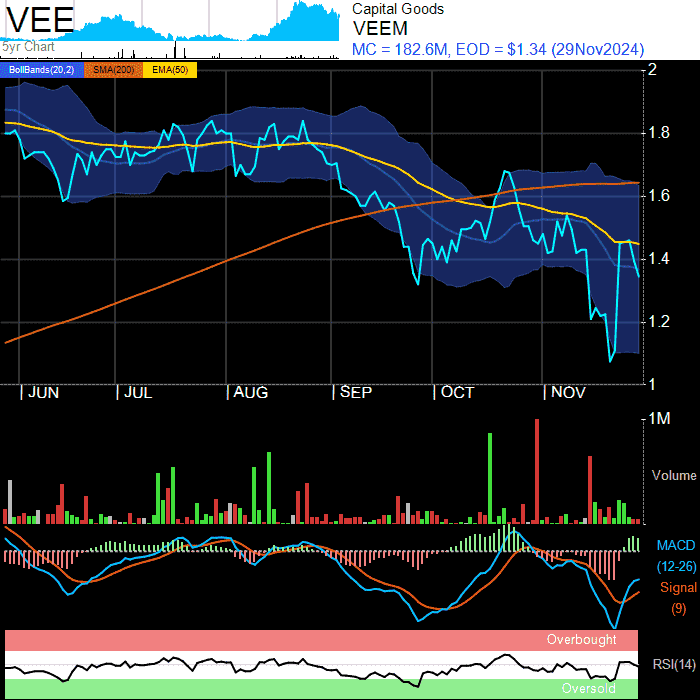 VEE
Capital Goods
VEEM
5yr Chart
MC = 182.6M, EOD = $1.34 (29Nov2024)
BollBands(20,2) SMA(200) EMA(50)
2
1.8
1.6
1.4
1.2
1
JUN JUL AUG SEP OCT NOV
1M
Volume
MACD
(12-26)
Signal
(9)
Overbought
RSI(14)
Oversold